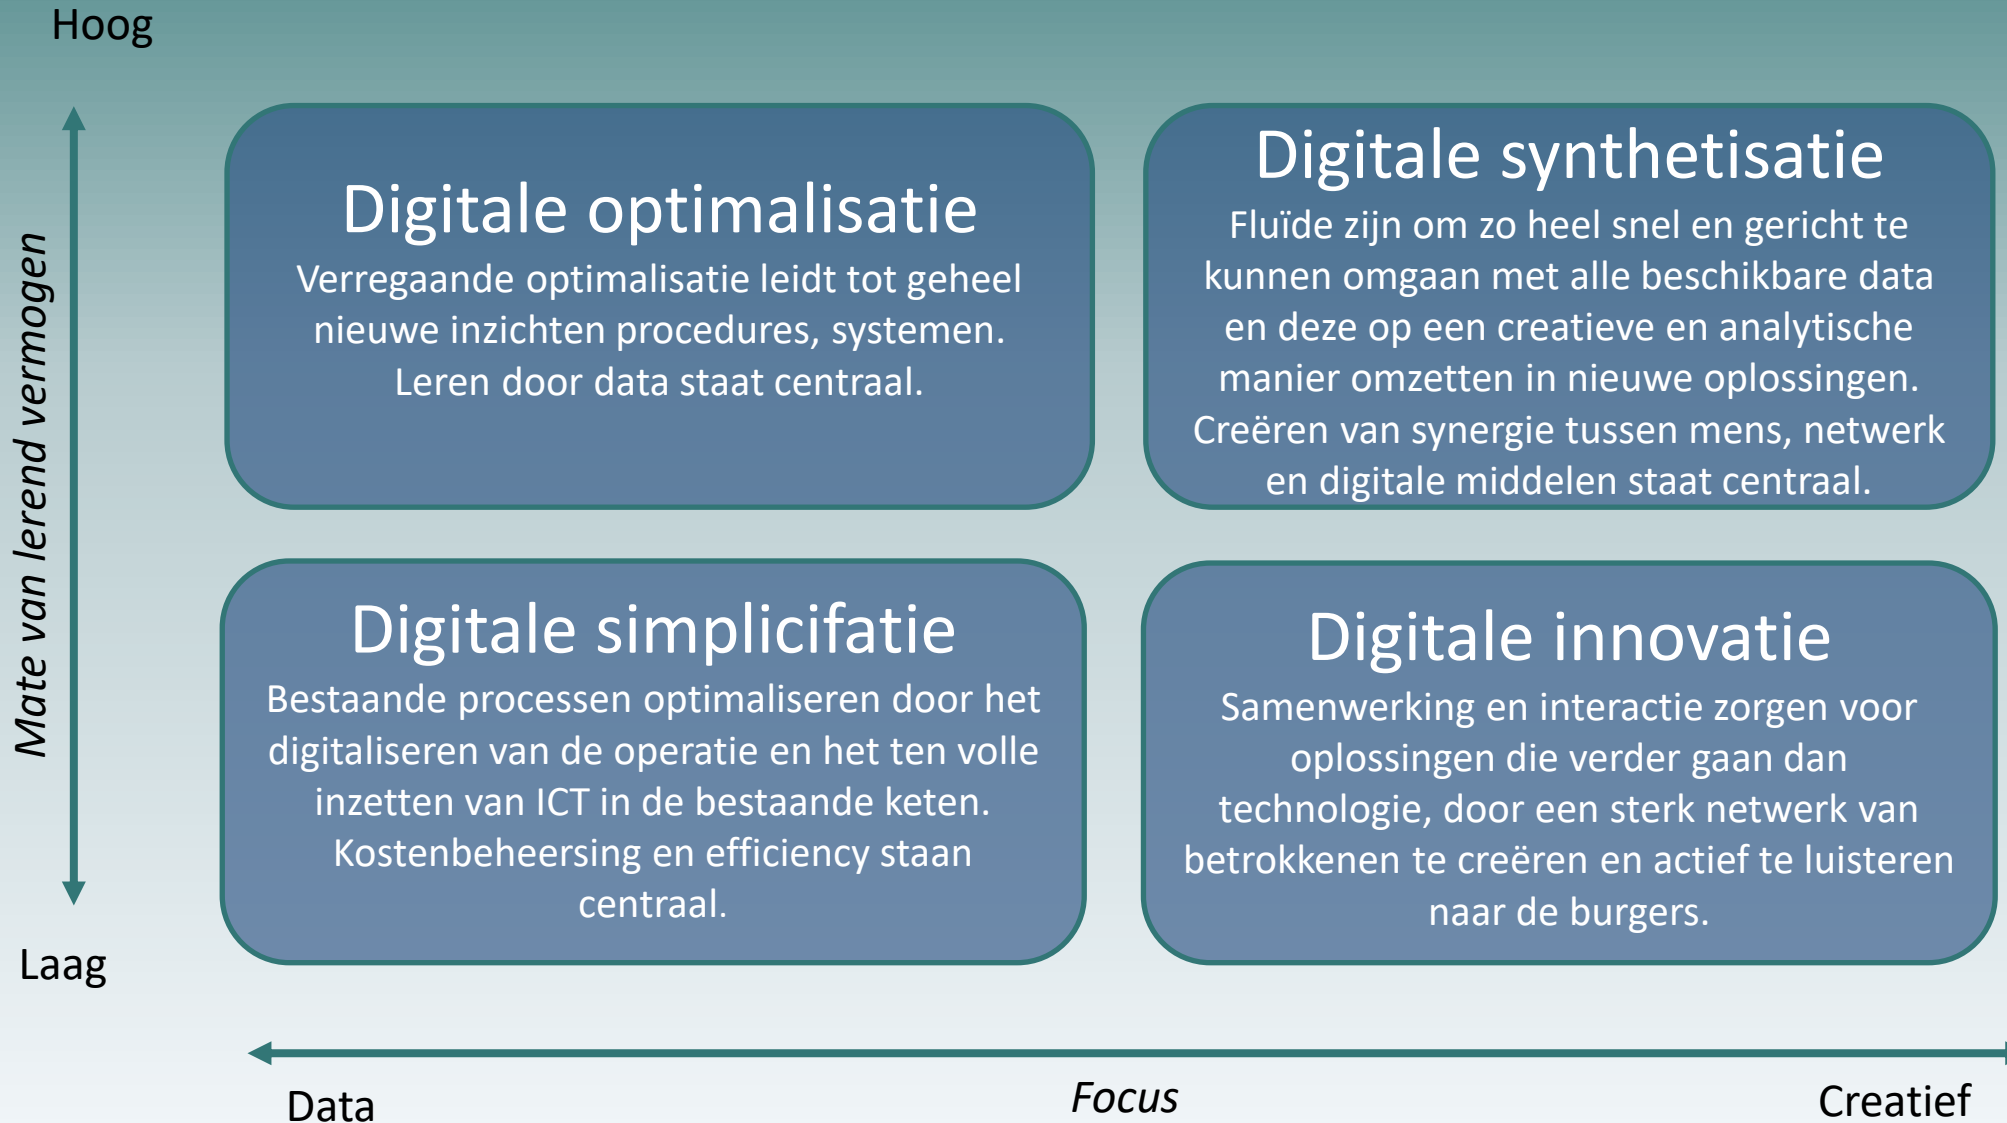 Hoog
Mate van lerend vermogen
Digitale optimalisatie
Verregaande optimalisatie leidt tot geheel
nieuwe inzichten procedures, systemen.
Leren door data staat centraal.
Digitale synthetisatie
Fluïde zijn om zo heel snel en gericht te
kunnen omgaan met alle beschikbare data
en deze op een creatieve en analytische
manier omzetten in nieuwe oplossingen.
Creëren van synergie tussen mens, netwerk
en digitale middelen staat centraal.
Digitale simplicifatie
Bestaande processen optimaliseren door het
digitaliseren van de operatie en het ten volle
inzetten van ICT in de bestaande keten.
Kostenbeheersing en efficiency staan
centraal.
Digitale innovatie
Samenwerking en interactie zorgen voor
oplossingen die verder gaan dan
technologie, door een sterk netwerk van
betrokkenen te creëren en actief te luisteren
naar de burgers.
Laag
Data
Focus
Creatief